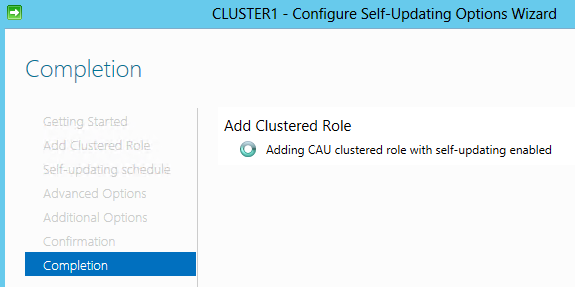 CLUSTER1 - Configure Self-Updating Options Wizard
Completion
Getting Started
Add Clustered Role
Self-updating schedule
Advanced Options
Additional Options
Confirmation
Completion
Add Clustered Role
Adding CAU clustered role with self-updating enabled